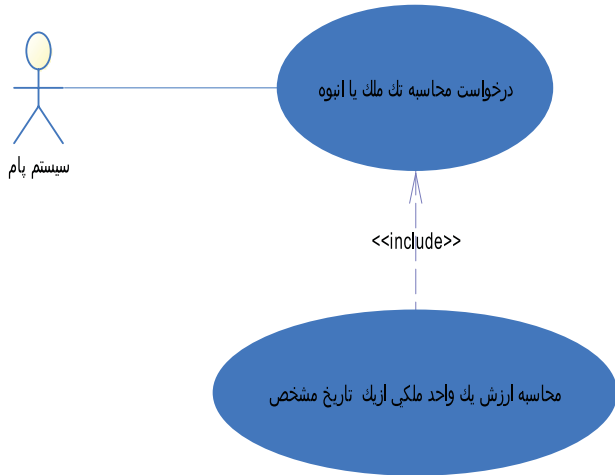 درخواست محاسبه تك ملك يا انبوه
سيستم پام
<<include>>
محاسبه ارزش يك واحد ملكي ازيك تاريخ مشخص